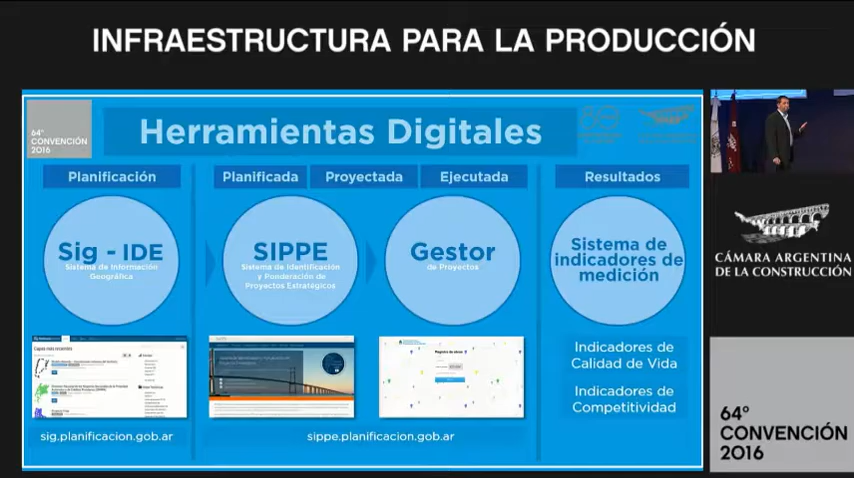 INFRAESTRUCTURA PARA LA PRODUCCIÓN
64°
CONVENCIÓN
2016
Herramientas Digitales
Planificación
Planificada
Proyectada
Ejecutada
Resultados
Sig - IDE
Sistema de Información
Geográfica
SIPPE
Sistema de Identificación
y Ponderación de
Proyectos Estratégicos
Gestor
de Proyectos
Sistema de
indicadores de
medición
sig.planificacion.gob.ar
sippe.planificacion.gob.ar
Indicadores de
Calidad de Vida
Indicadores de
Competitividad
CÁMARA ARGENTINA
DE LA CONSTRUCCIÓN
64°
CONVENCIÓN
2016